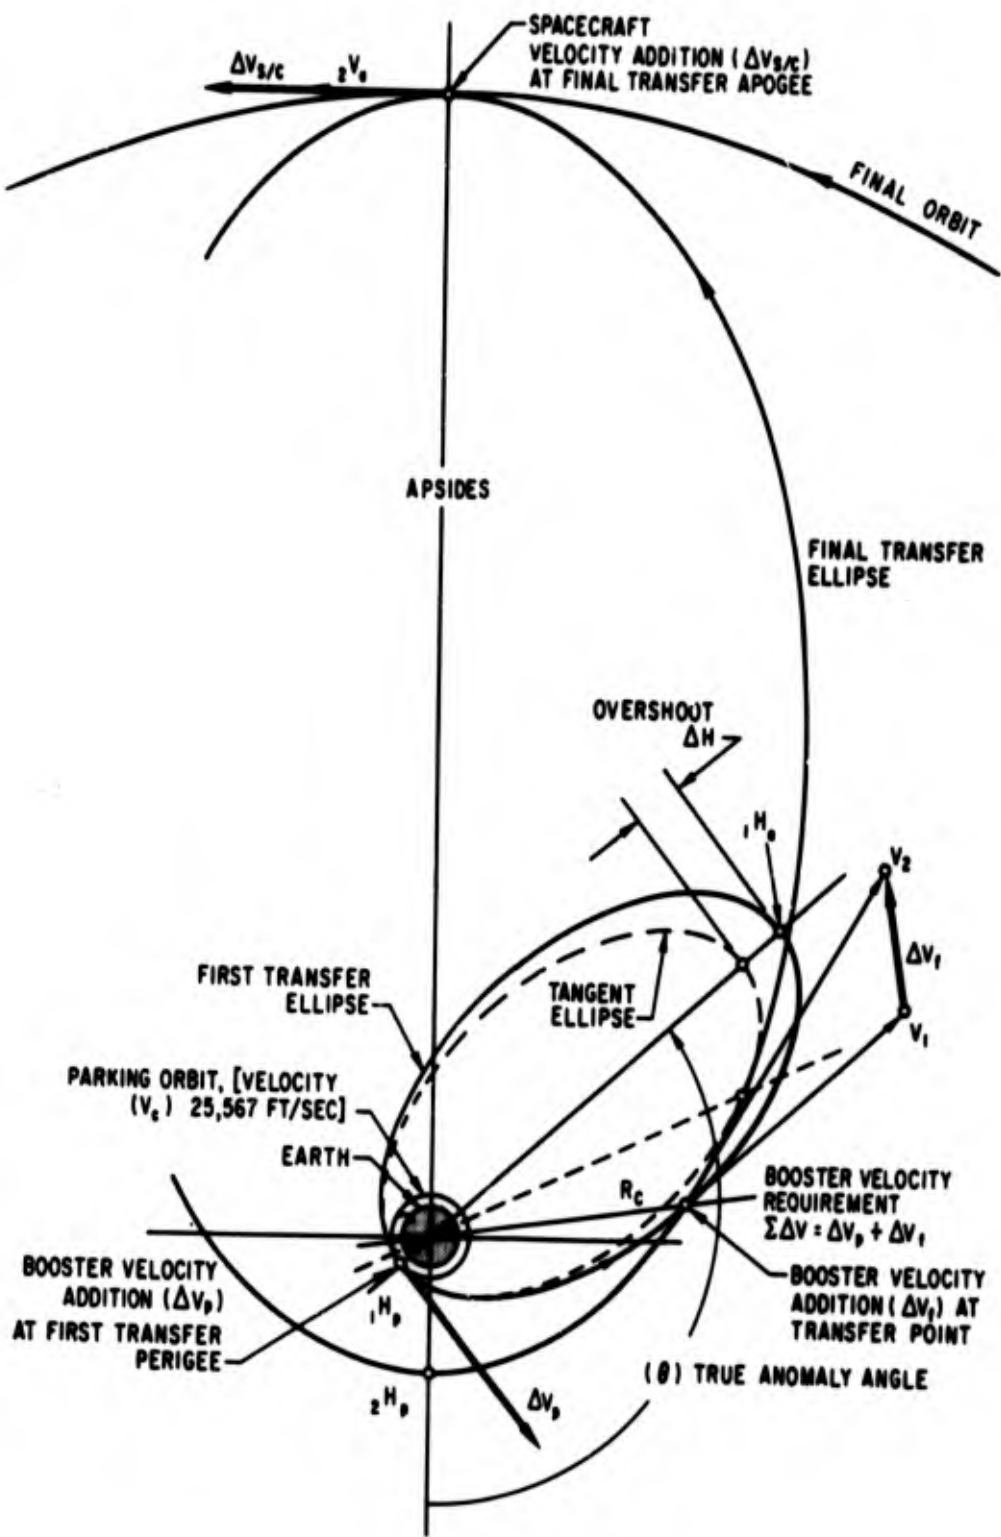 SPACECRAFT
VELOCITY ADDITION (ΔVs/c)
AT FINAL TRANSFER APOGEE
ΔVs/c
₂Vₐ
FINAL ORBIT
APSIDES
FINAL TRANSFER
ELLIPSE
OVERSHOOT
ΔH
₁Hₐ
V₂
ΔVf
V₁
FIRST TRANSFER
ELLIPSE
TANGENT
ELLIPSE
PARKING ORBIT, [VELOCITY
(Vc) 25,567 FT/SEC]
EARTH
Rc
BOOSTER VELOCITY
REQUIREMENT
ΣΔV = ΔVp + ΔVf
BOOSTER VELOCITY
ADDITION (ΔVp)
AT FIRST TRANSFER
PERIGEE
₁Hp
BOOSTER VELOCITY
ADDITION (ΔVf) AT
TRANSFER POINT
(θ) TRUE ANOMALY ANGLE
₂Hp
ΔVp